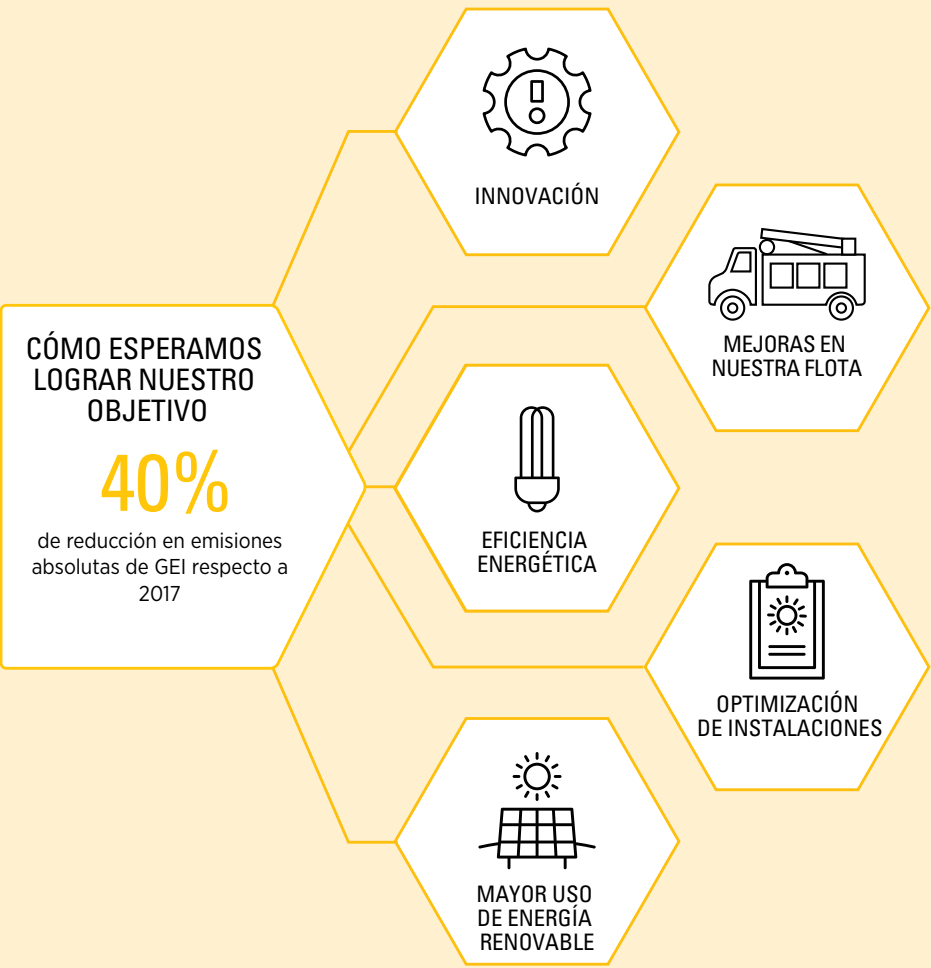 INNOVACIÓN
MEJORAS EN
NUESTRA FLOTA
CÓMO ESPERAMOS
LOGRAR NUESTRO
OBJETIVO
40%
de reducción en emisiones
absolutas de GEI respecto a
2017
EFICIENCIA
ENERGÉTICA
OPTIMIZACIÓN
DE INSTALACIONES
MAYOR USO
DE ENERGÍA
RENOVABLE